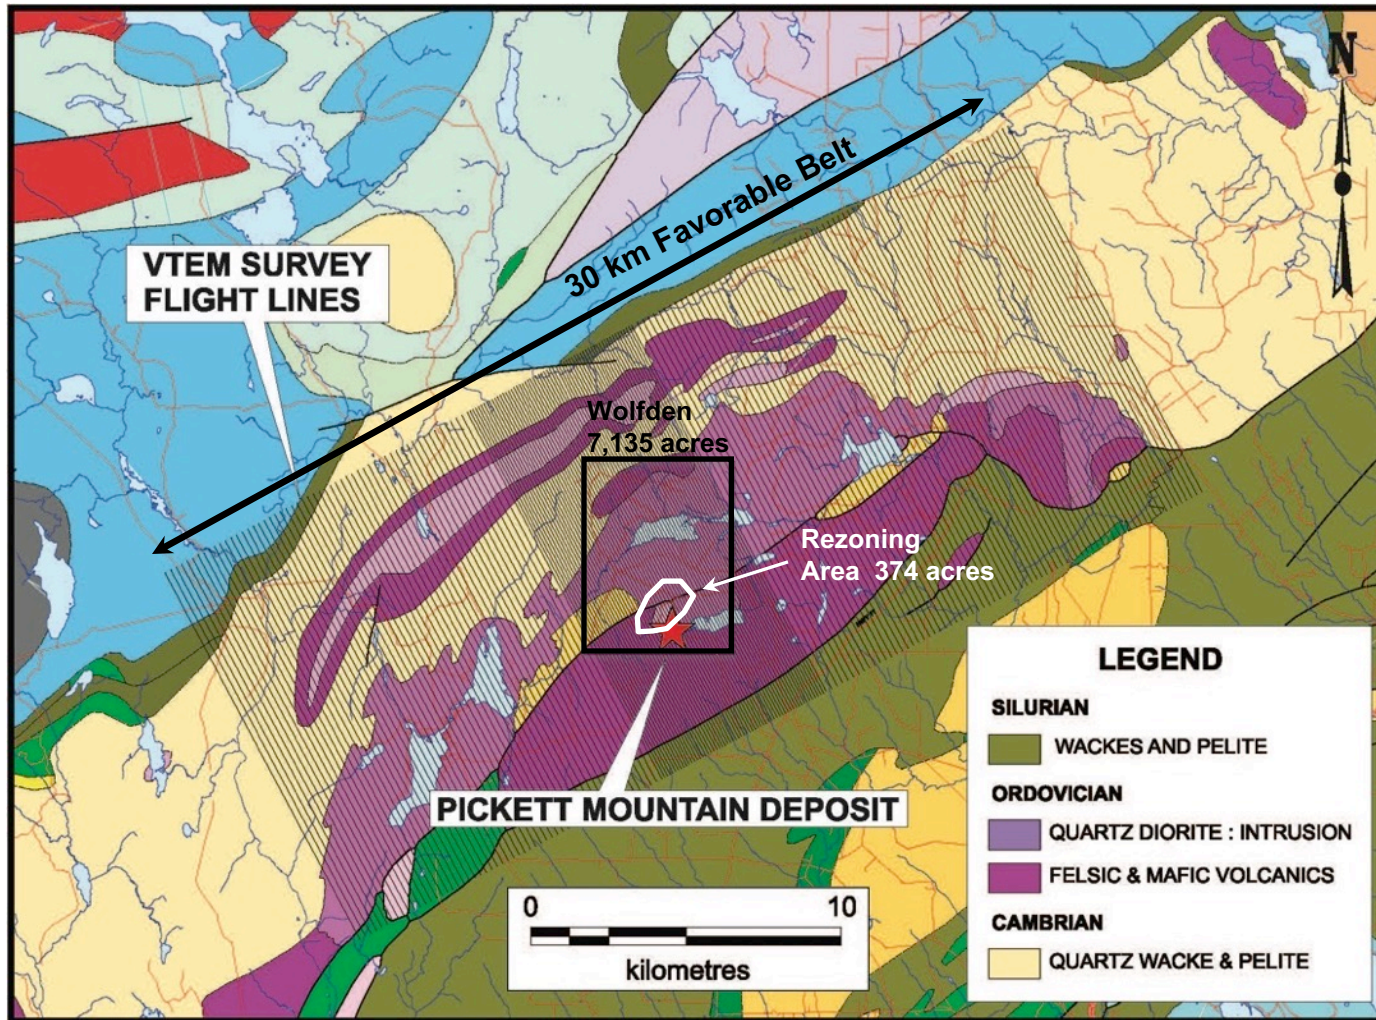 N
30 km Favorable Belt
VTEM SURVEY
FLIGHT LINES
Wolfden
7,135 acres
Rezoning
Area 374 acres
PICKETT MOUNTAIN DEPOSIT
0 10
kilometres
LEGEND
SILURIAN
WACKES AND PELITE
ORDOVICIAN
QUARTZ DIORITE : INTRUSION
FELSIC & MAFIC VOLCANICS
CAMBRIAN
QUARTZ WACKE & PELITE